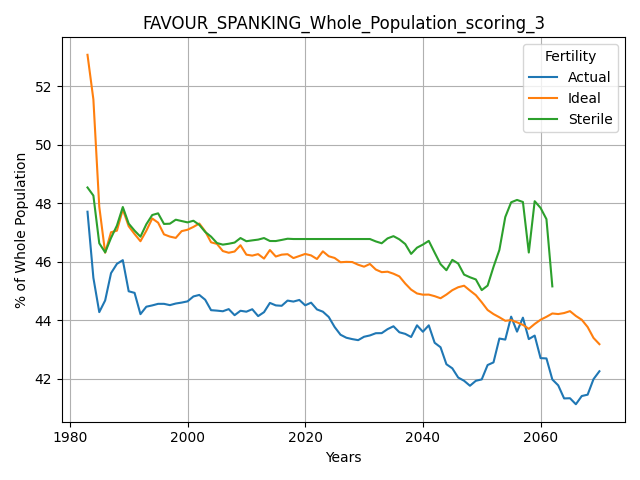 FAVOUR_SPANKING_Whole_Population_scoring_3
Fertility
Actual
Ideal
Sterile
% of Whole Population
52
50
48
46
44
42
1980
2000
2020
2040
2060
Years